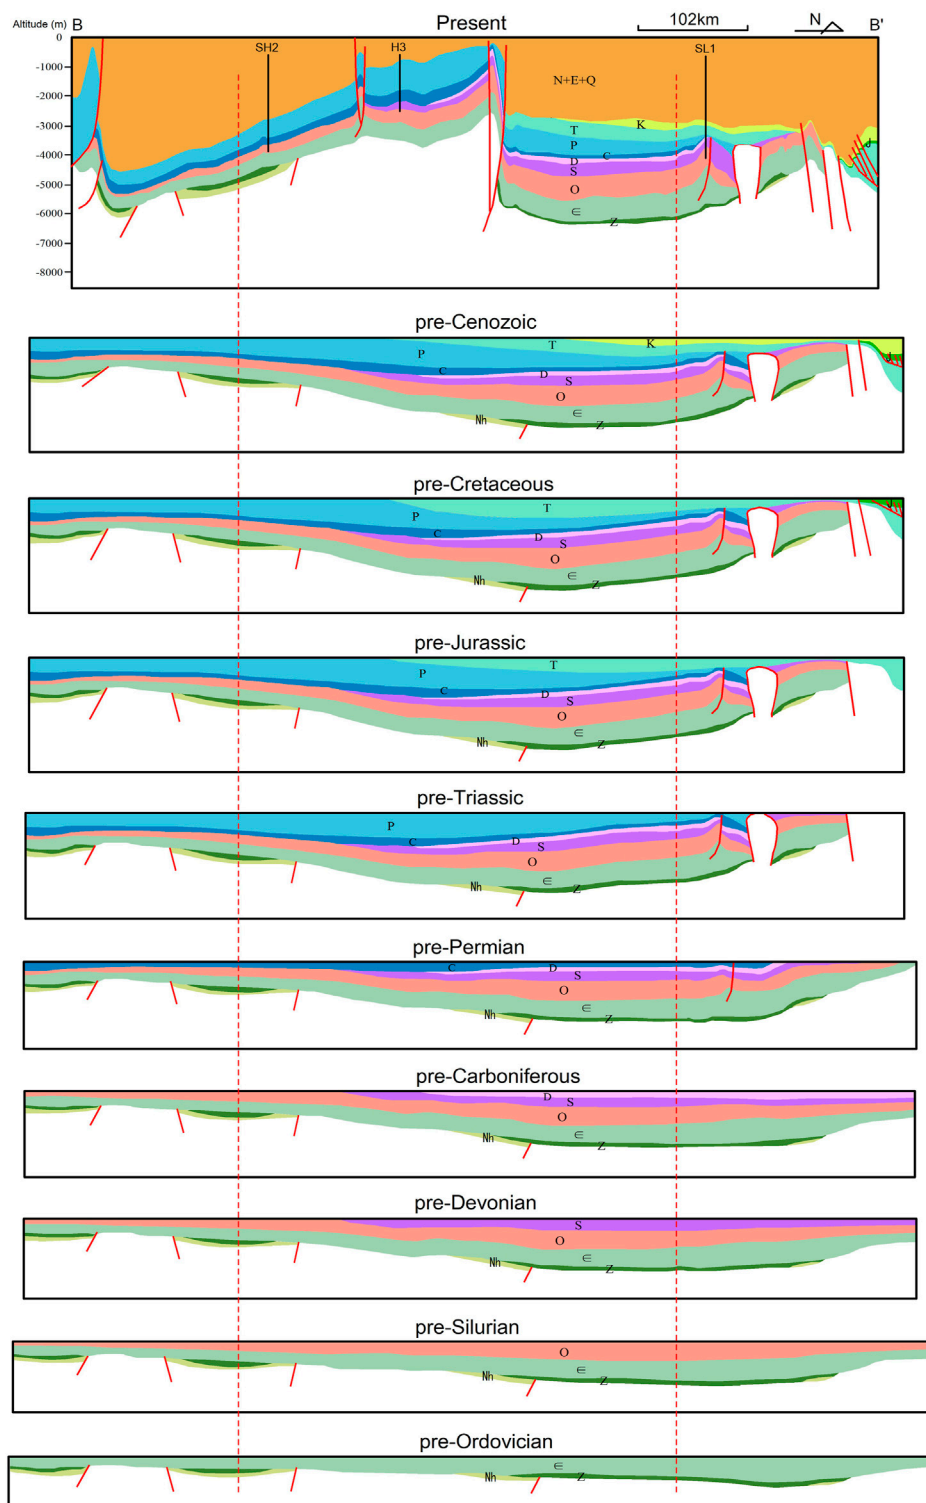 Altitude (m) B Present 102km N B'
0
SH2 H3 SL1
-1000
N+E+Q
-2000
-3000
K
T
P
C
-4000
D
J
S
-5000
O
-6000
∈
Z
-7000
-8000
pre-Cenozoic
T K
P
J
C D
S
O
∈
Nh Z
pre-Cretaceous
T
J
P
C D
S
O
∈
Nh Z
pre-Jurassic
T
P
C D
S
O
∈
Nh Z
pre-Triassic
P
C D
S
O
∈
Nh Z
pre-Permian
C D
S
O
∈
Nh Z
pre-Carboniferous
D S
O
∈
Nh Z
pre-Devonian
S
O
∈
Nh Z
pre-Silurian
O
∈
Nh Z
pre-Ordovician
∈
Nh Z